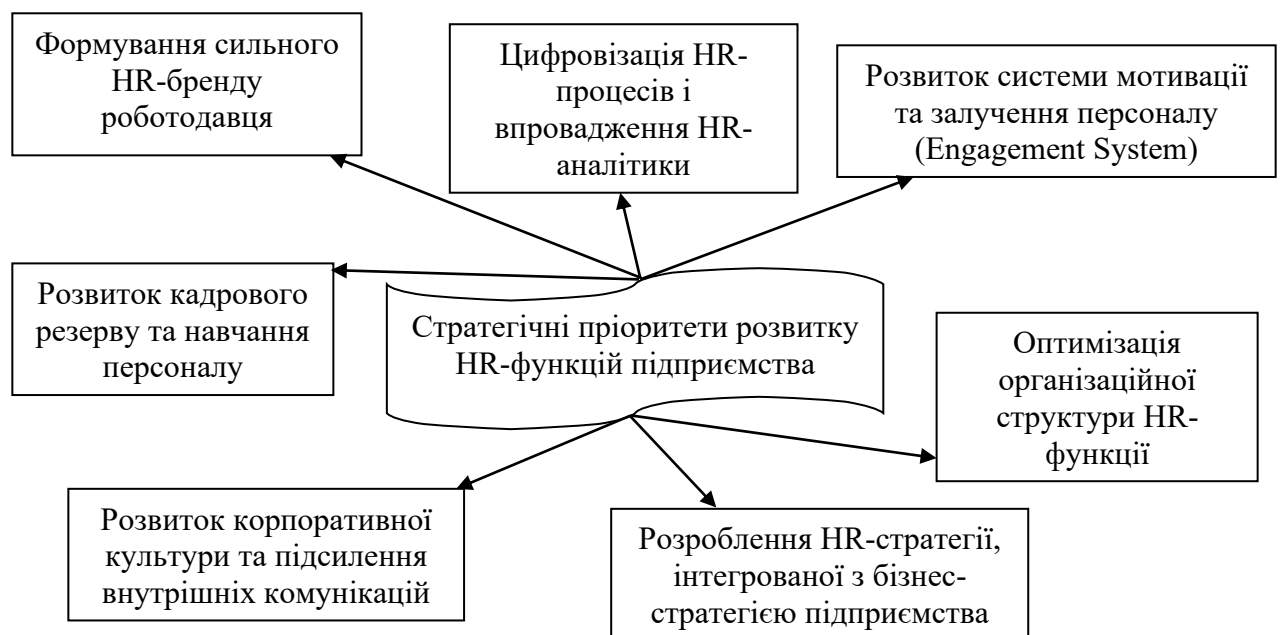 Формування сильного
HR-бренду
роботодавця
Цифровізація HR-
процесів і
впровадження HR-
аналітики
Розвиток системи мотивації
та залучення персоналу
(Engagement System)
Розвиток кадрового
резерву та навчання
персоналу
Стратегічні пріоритети розвитку
HR-функцій підприємства
Оптимізація
організаційної
структури HR-
функції
Розвиток корпоративної
культури та підсилення
внутрішніх комунікацій
Розроблення HR-стратегії,
інтегрованої з бізнес-
стратегією підприємства